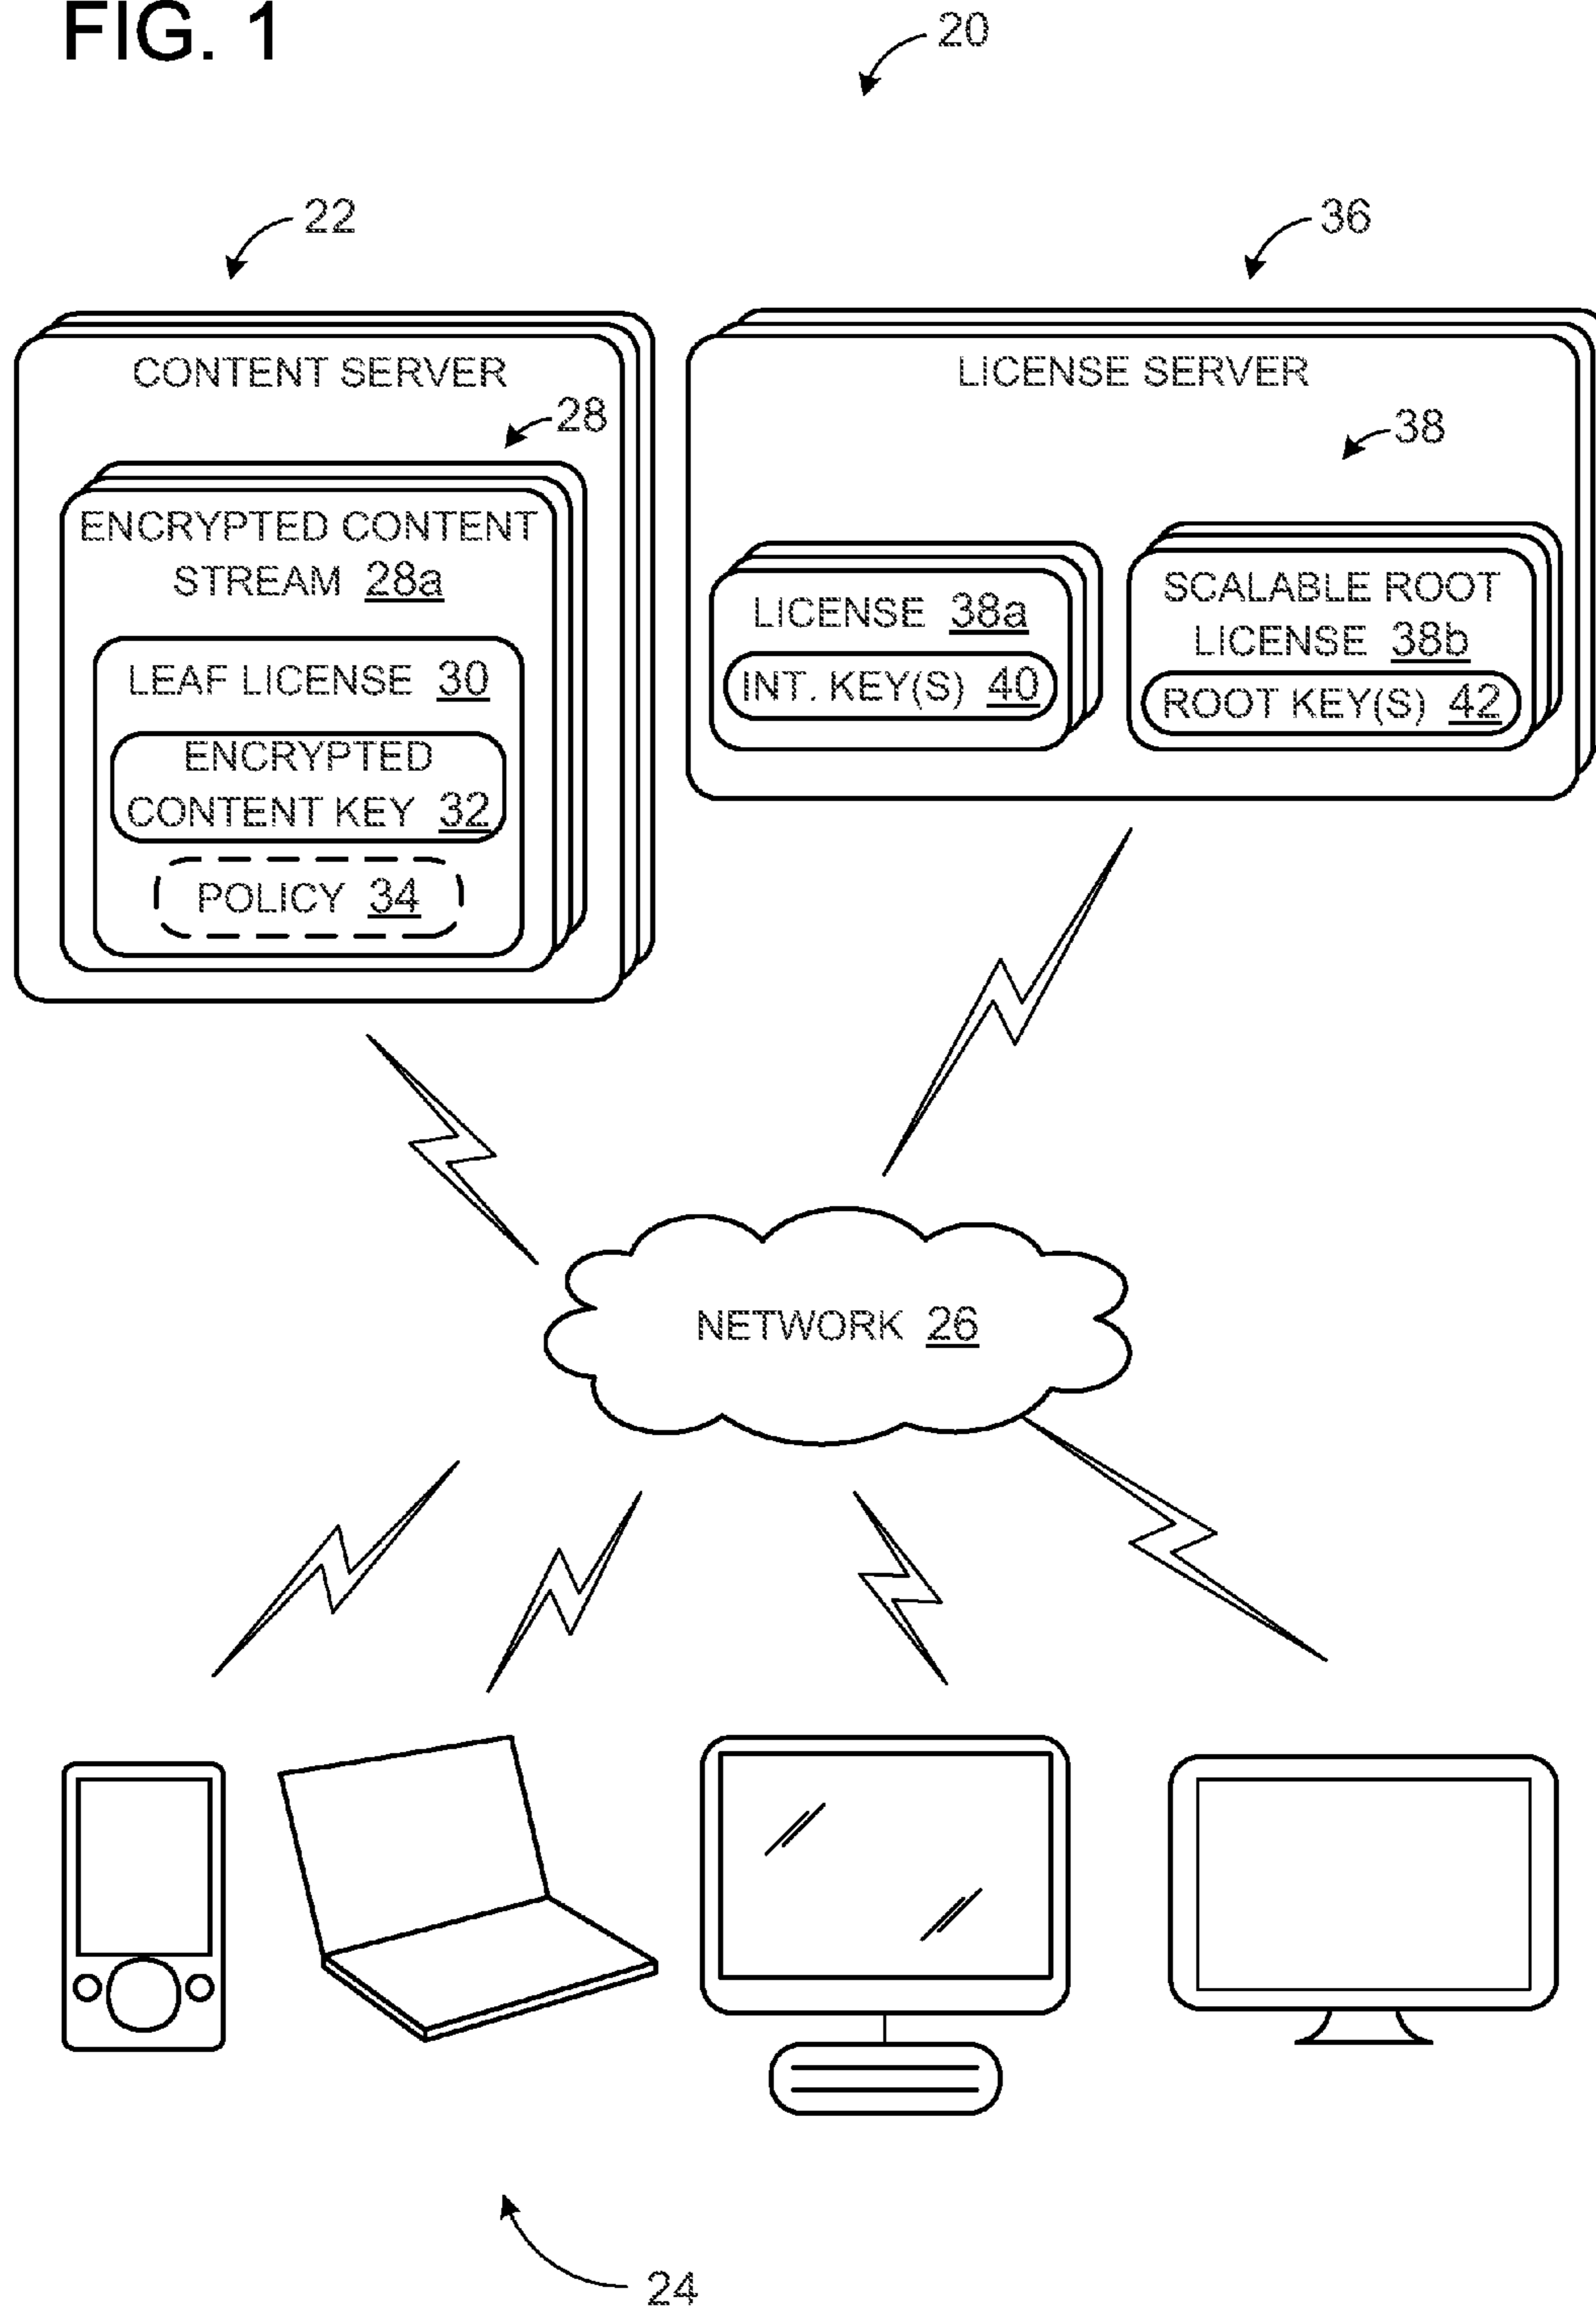 FIG. 1
20
22
36
CONTENT SERVER
28
ENCRYPTED CONTENT
STREAM 28a
LEAF LICENSE 30
ENCRYPTED
CONTENT KEY 32
POLICY 34
LICENSE SERVER
38
LICENSE 38a
INT. KEY(S) 40
SCALABLE ROOT
LICENSE 38b
ROOT KEY(S) 42
NETWORK 26
24